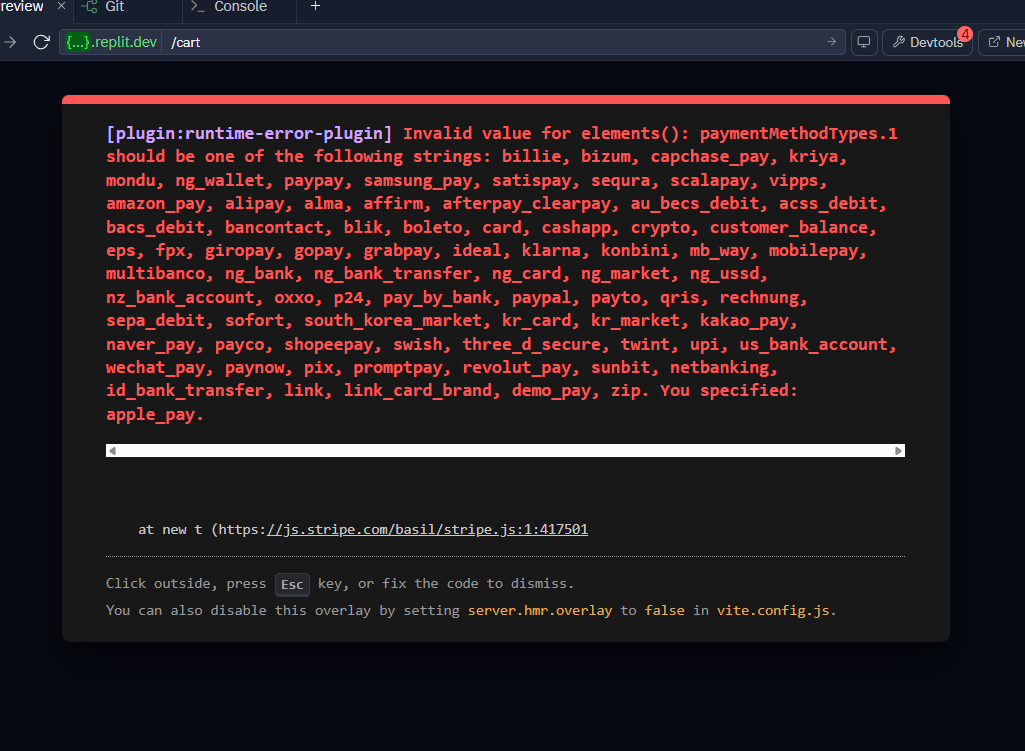 review × Git Console +
{...}.replit.dev /cart Devtools 4 New
[plugin:runtime-error-plugin] Invalid value for elements(): paymentMethodTypes.1
should be one of the following strings: billie, bizum, capchase_pay, kriya,
mondu, ng_wallet, paypay, samsung_pay, satispay, sequra, scalapay, vipps,
amazon_pay, alipay, alma, affirm, afterpay_clearpay, au_becs_debit, acss_debit,
bacs_debit, bancontact, blik, boleto, card, cashapp, crypto, customer_balance,
eps, fpx, giropay, gopay, grabpay, ideal, klarna, konbini, mb_way, mobilepay,
multibanco, ng_bank, ng_bank_transfer, ng_card, ng_market, ng_ussd,
nz_bank_account, oxxo, p24, pay_by_bank, paypal, payto, qris, rechnung,
sepa_debit, sofort, south_korea_market, kr_card, kr_market, kakao_pay,
naver_pay, payco, shopeepay, swish, three_d_secure, twint, upi, us_bank_account,
wechat_pay, paynow, pix, promptpay, revolut_pay, sunbit, netbanking,
id_bank_transfer, link, link_card_brand, demo_pay, zip. You specified:
apple_pay.
at new t (https://js.stripe.com/basil/stripe.js:1:417501
Click outside, press Esc key, or fix the code to dismiss.
You can also disable this overlay by setting server.hmr.overlay to false in vite.config.js.